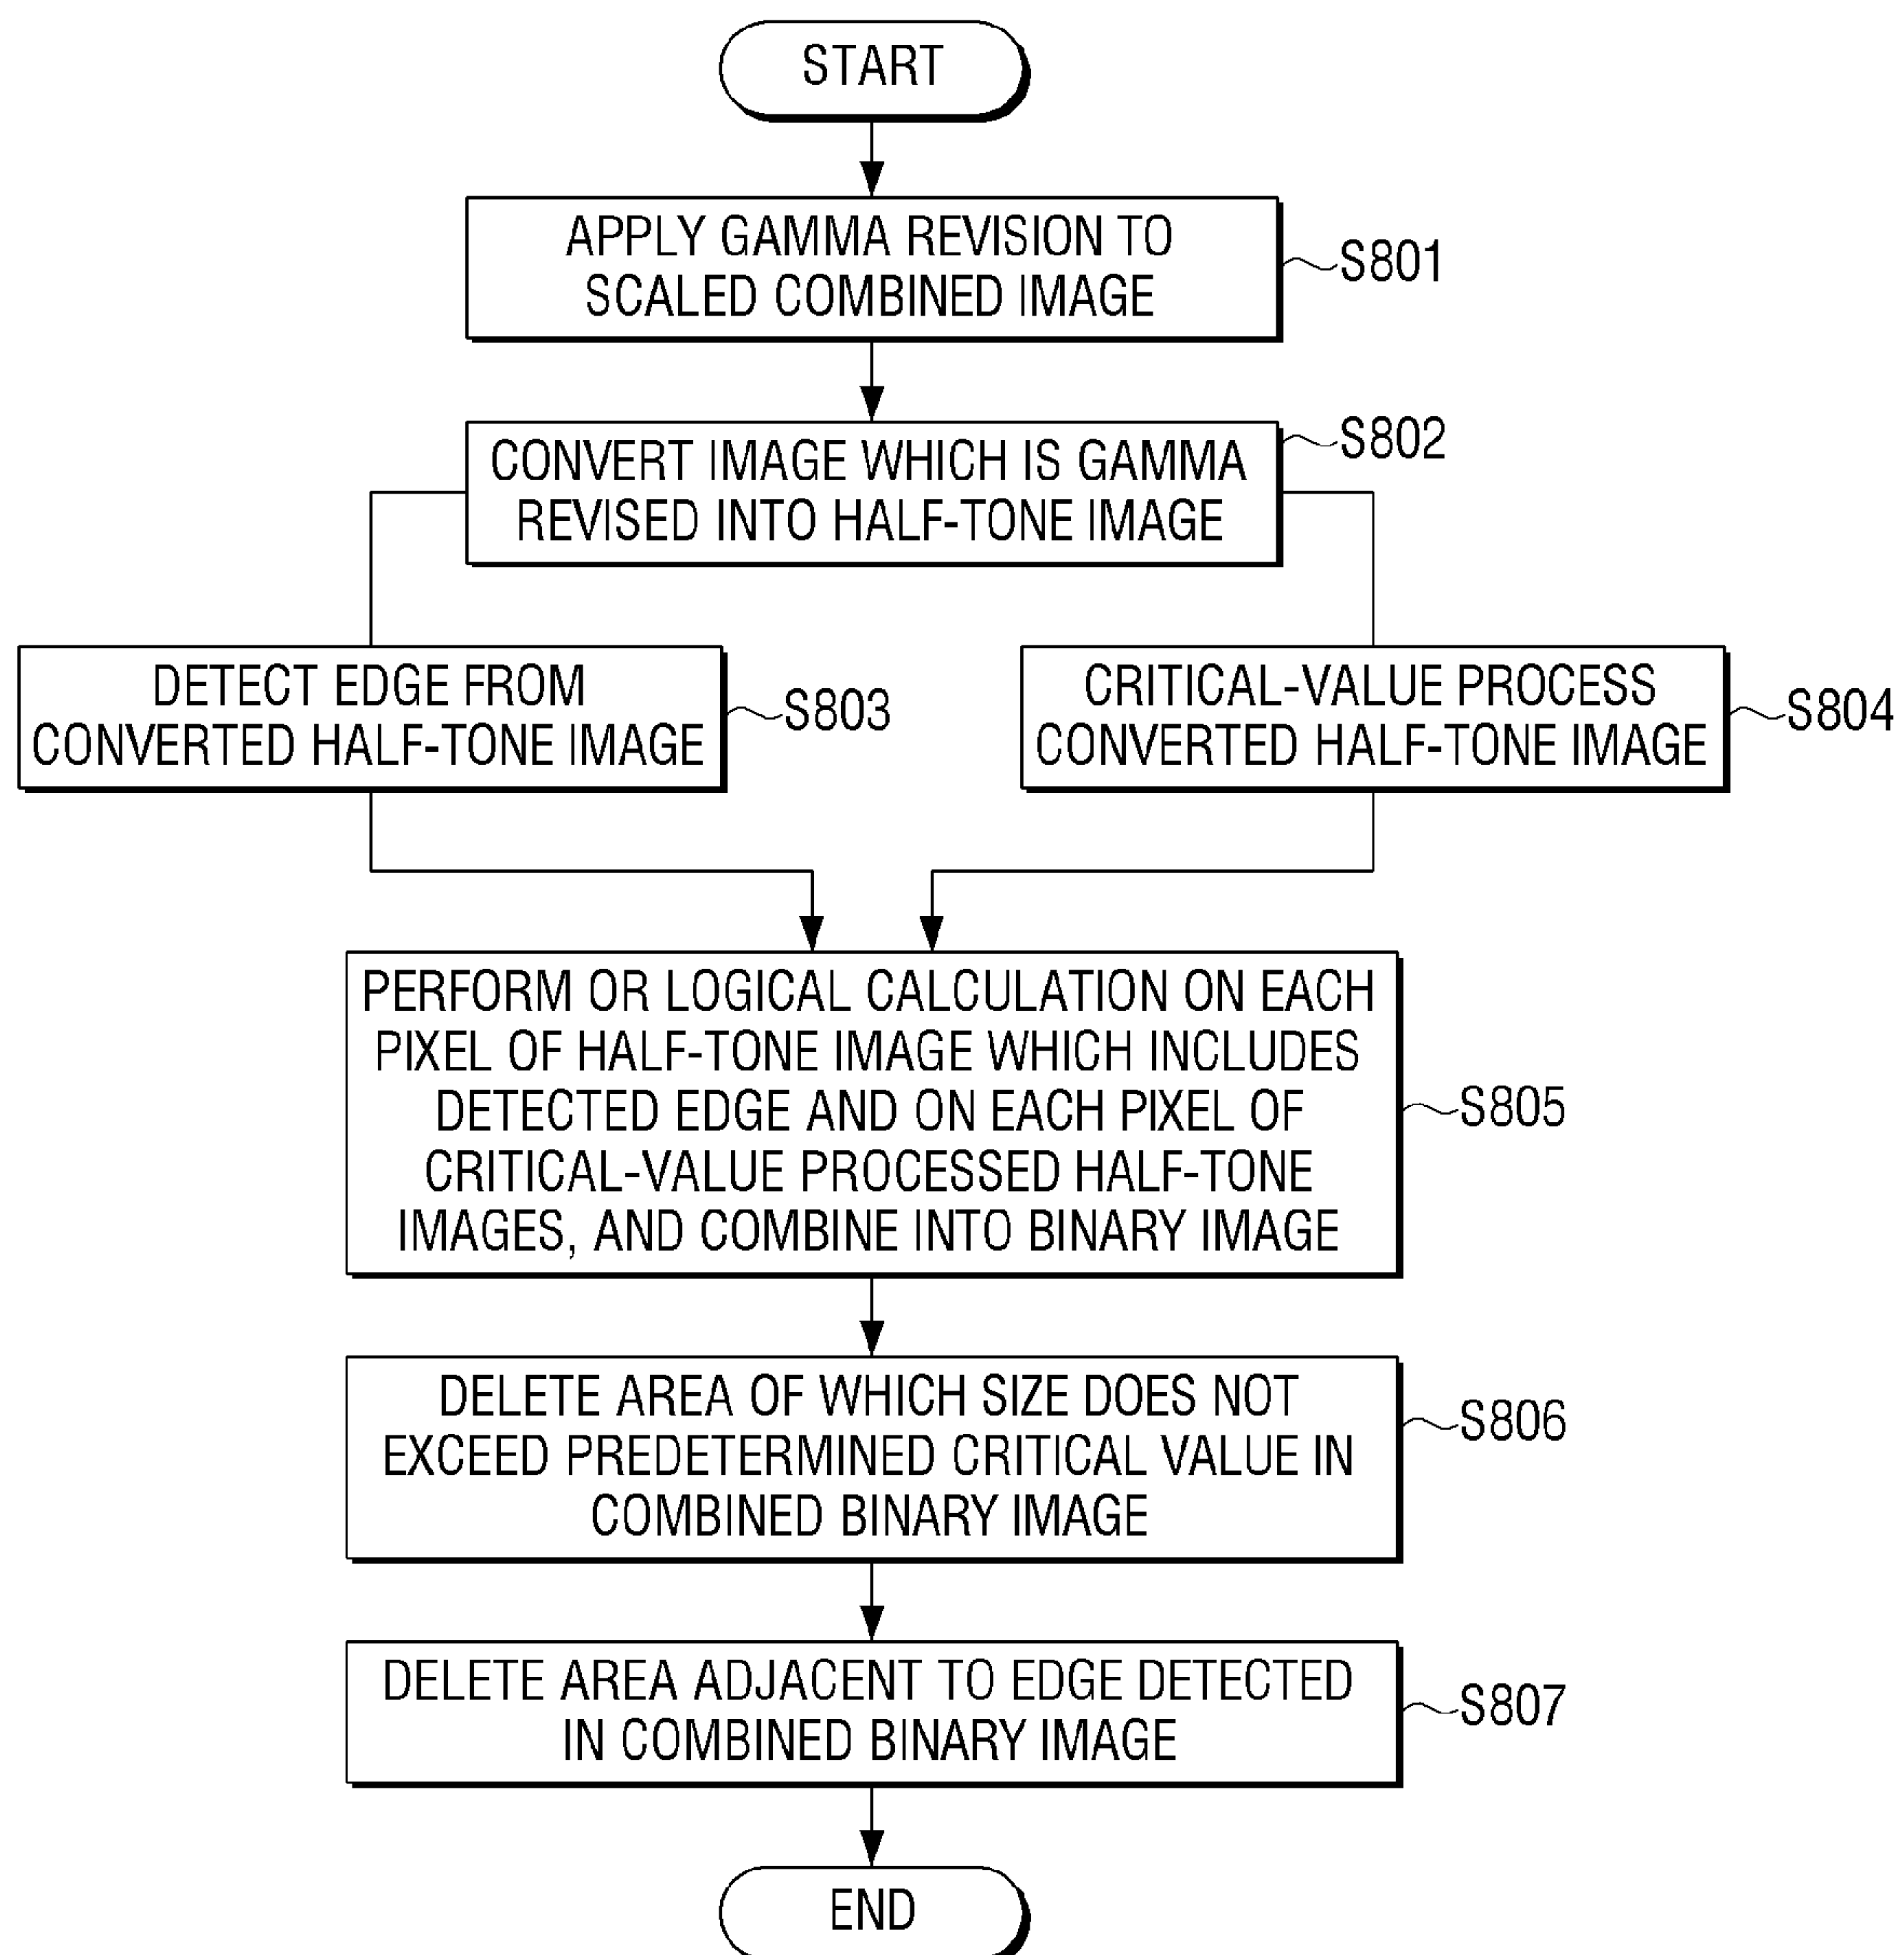 START
APPLY GAMMA REVISION TO
SCALED COMBINED IMAGE
S801
CONVERT IMAGE WHICH IS GAMMA
REVISED INTO HALF-TONE IMAGE
S802
DETECT EDGE FROM
CONVERTED HALF-TONE IMAGE
S803
CRITICAL-VALUE PROCESS
CONVERTED HALF-TONE IMAGE
S804
PERFORM OR LOGICAL CALCULATION ON EACH
PIXEL OF HALF-TONE IMAGE WHICH INCLUDES
DETECTED EDGE AND ON EACH PIXEL OF
CRITICAL-VALUE PROCESSED HALF-TONE
IMAGES, AND COMBINE INTO BINARY IMAGE
S805
DELETE AREA OF WHICH SIZE DOES NOT
EXCEED PREDETERMINED CRITICAL VALUE IN
COMBINED BINARY IMAGE
S806
DELETE AREA ADJACENT TO EDGE DETECTED
IN COMBINED BINARY IMAGE
S807
END